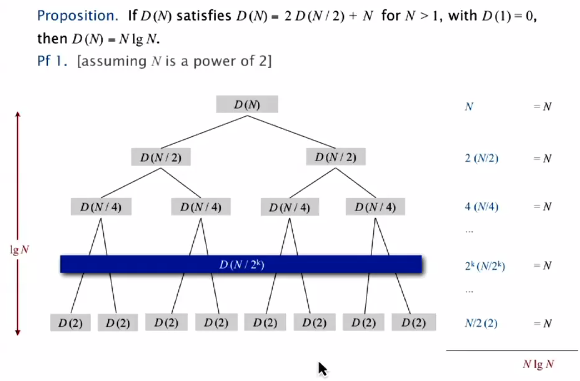 Proposition. If D (N) satisfies D (N) = 2 D (N / 2) + N for N > 1, with D (1) = 0,
then D (N) = N lg N.
Pf 1. [assuming N is a power of 2]
D (N)
N = N
D (N / 2) D (N / 2)
2 (N/2) = N
D (N / 4) D (N / 4) D (N / 4) D (N / 4)
4 (N/4) = N
...
lg N
D (N / 2ᵏ)
2ᵏ (N/2ᵏ) = N
...
D (2) D (2) D (2) D (2) D (2) D (2) D (2) D (2)
N/2 (2) = N
N lg N